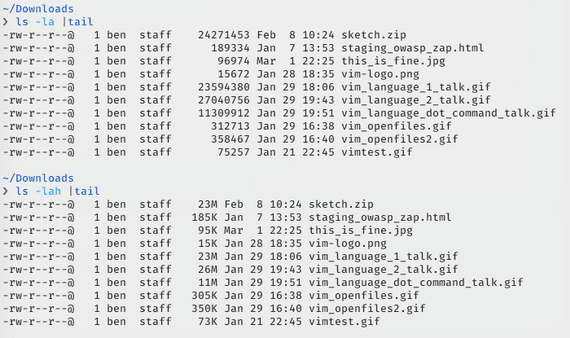 ~/Downloads
❯ ls -la |tail
-rw-r--r--@   1 ben  staff    24271453 Feb  8 10:24 sketch.zip
-rw-r--r--@   1 ben  staff      189334 Jan  7 13:53 staging_owasp_zap.html
-rw-r--r--@   1 ben  staff       96974 Mar  1 22:25 this_is_fine.jpg
-rw-r--r--@   1 ben  staff       15672 Jan 28 18:35 vim-logo.png
-rw-r--r--@   1 ben  staff    23594380 Jan 29 18:06 vim_language_1_talk.gif
-rw-r--r--@   1 ben  staff    27040756 Jan 29 19:43 vim_language_2_talk.gif
-rw-r--r--@   1 ben  staff    11309912 Jan 29 19:51 vim_language_dot_command_talk.gif
-rw-r--r--@   1 ben  staff      312713 Jan 29 16:38 vim_openfiles.gif
-rw-r--r--@   1 ben  staff      358467 Jan 29 16:40 vim_openfiles2.gif
-rw-r--r--@   1 ben  staff       75257 Jan 21 22:45 vimtest.gif
~/Downloads
❯ ls -lah |tail
-rw-r--r--@   1 ben  staff    23M Feb  8 10:24 sketch.zip
-rw-r--r--@   1 ben  staff   185K Jan  7 13:53 staging_owasp_zap.html
-rw-r--r--@   1 ben  staff    95K Mar  1 22:25 this_is_fine.jpg
-rw-r--r--@   1 ben  staff    15K Jan 28 18:35 vim-logo.png
-rw-r--r--@   1 ben  staff    23M Jan 29 18:06 vim_language_1_talk.gif
-rw-r--r--@   1 ben  staff    26M Jan 29 19:43 vim_language_2_talk.gif
-rw-r--r--@   1 ben  staff    11M Jan 29 19:51 vim_language_dot_command_talk.gif
-rw-r--r--@   1 ben  staff   305K Jan 29 16:38 vim_openfiles.gif
-rw-r--r--@   1 ben  staff   350K Jan 29 16:40 vim_openfiles2.gif
-rw-r--r--@   1 ben  staff    73K Jan 21 22:45 vimtest.gif